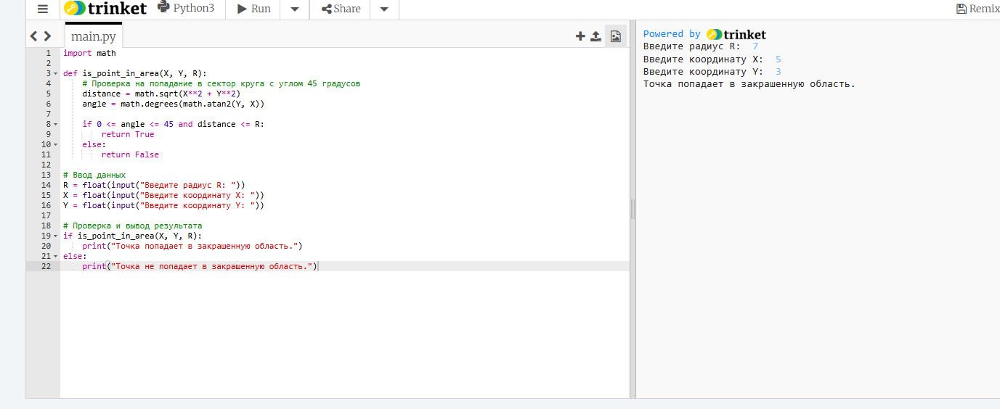 trinket Python3 Run Share Remix
main.py
1 import math
2
3 def is_point_in_area(X, Y, R):
4 # Проверка на попадание в сектор круга с углом 45 градусов
5 distance = math.sqrt(X**2 + Y**2)
6 angle = math.degrees(math.atan2(Y, X))
7
8 if 0 <= angle <= 45 and distance <= R:
9 return True
10 else:
11 return False
12
13 # Ввод данных
14 R = float(input("Введите радиус R: "))
15 X = float(input("Введите координату X: "))
16 Y = float(input("Введите координату Y: "))
17
18 # Проверка и вывод результата
19 if is_point_in_area(X, Y, R):
20 print("Точка попадает в закрашенную область.")
21 else:
22 print("Точка не попадает в закрашенную область.")
Powered by trinket
Введите радиус R: 7
Введите координату X: 5
Введите координату Y: 3
Точка попадает в закрашенную область.